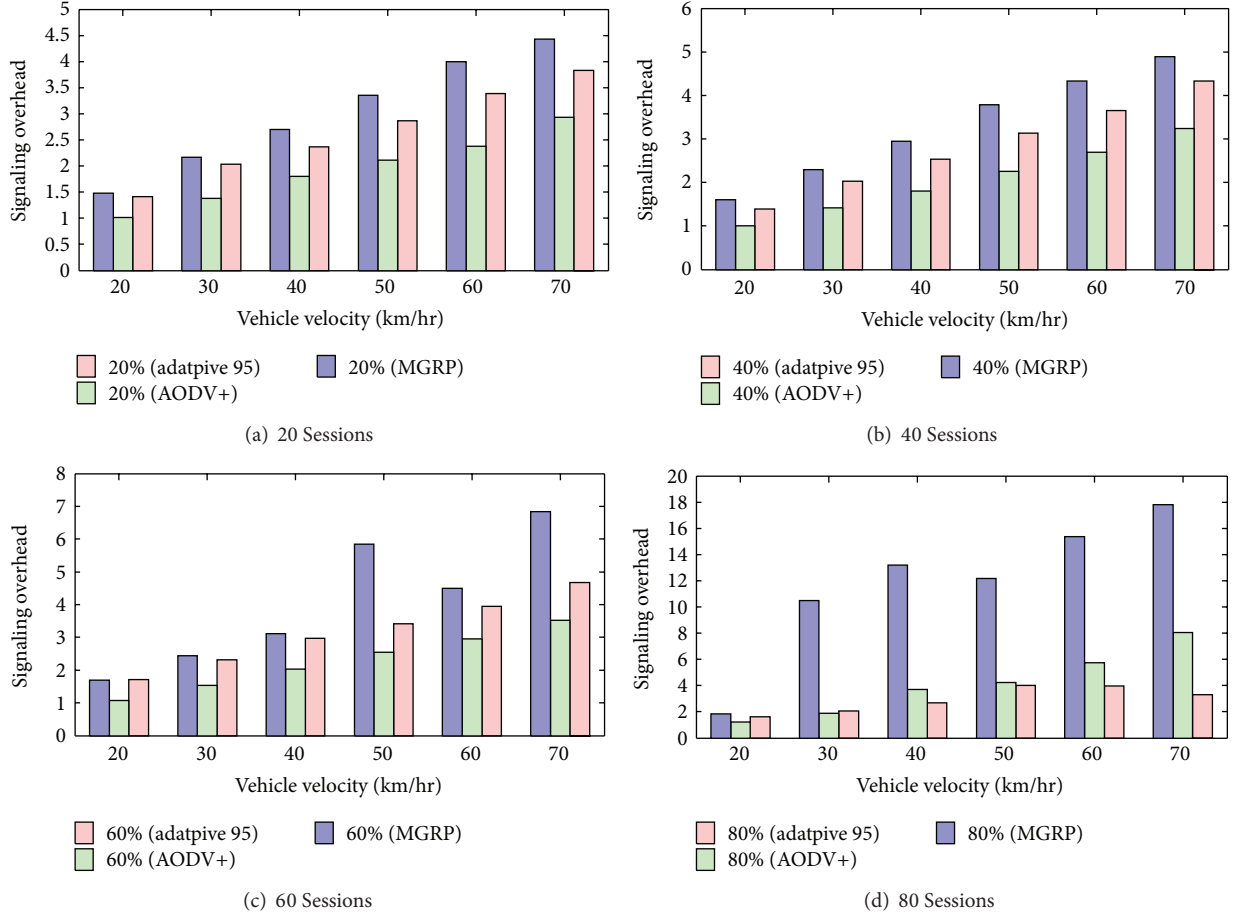 5
4.5
4
3.5
3
2.5
2
1.5
1
0.5
0
Signaling overhead
20 30 40 50 60 70
Vehicle velocity (km/hr)
20% (adatpive 95) 20% (MGRP)
20% (AODV+)
(a) 20 Sessions
6
5
4
3
2
1
0
Signaling overhead
20 30 40 50 60 70
Vehicle velocity (km/hr)
40% (adatpive 95) 40% (MGRP)
40% (AODV+)
(b) 40 Sessions
8
7
6
5
4
3
2
1
0
Signaling overhead
20 30 40 50 60 70
Vehicle velocity (km/hr)
60% (adatpive 95) 60% (MGRP)
60% (AODV+)
(c) 60 Sessions
20
18
16
14
12
10
8
6
4
2
0
Signaling overhead
20 30 40 50 60 70
Vehicle velocity (km/hr)
80% (adatpive 95) 80% (MGRP)
80% (AODV+)
(d) 80 Sessions